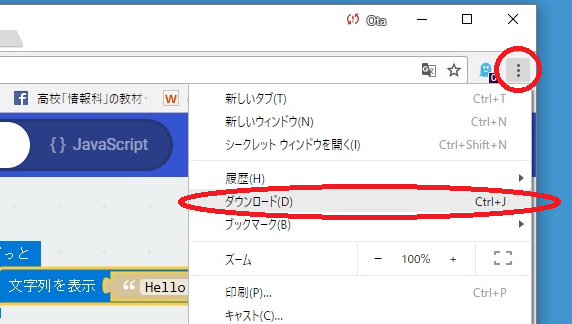 Ota
高校「情報科」の教材・
W
新しいタブ(T) Ctrl+T
新しいウィンドウ(N) Ctrl+N
シークレット ウィンドウを開く(I) Ctrl+Shift+N
{ } JavaScript
履歴(H)
ダウンロード(D) Ctrl+J
ブックマーク(B)
ずっと
ズーム － 100% +
文字列を表示 “ Hello
印刷(P)... Ctrl+P
キャスト(C)...